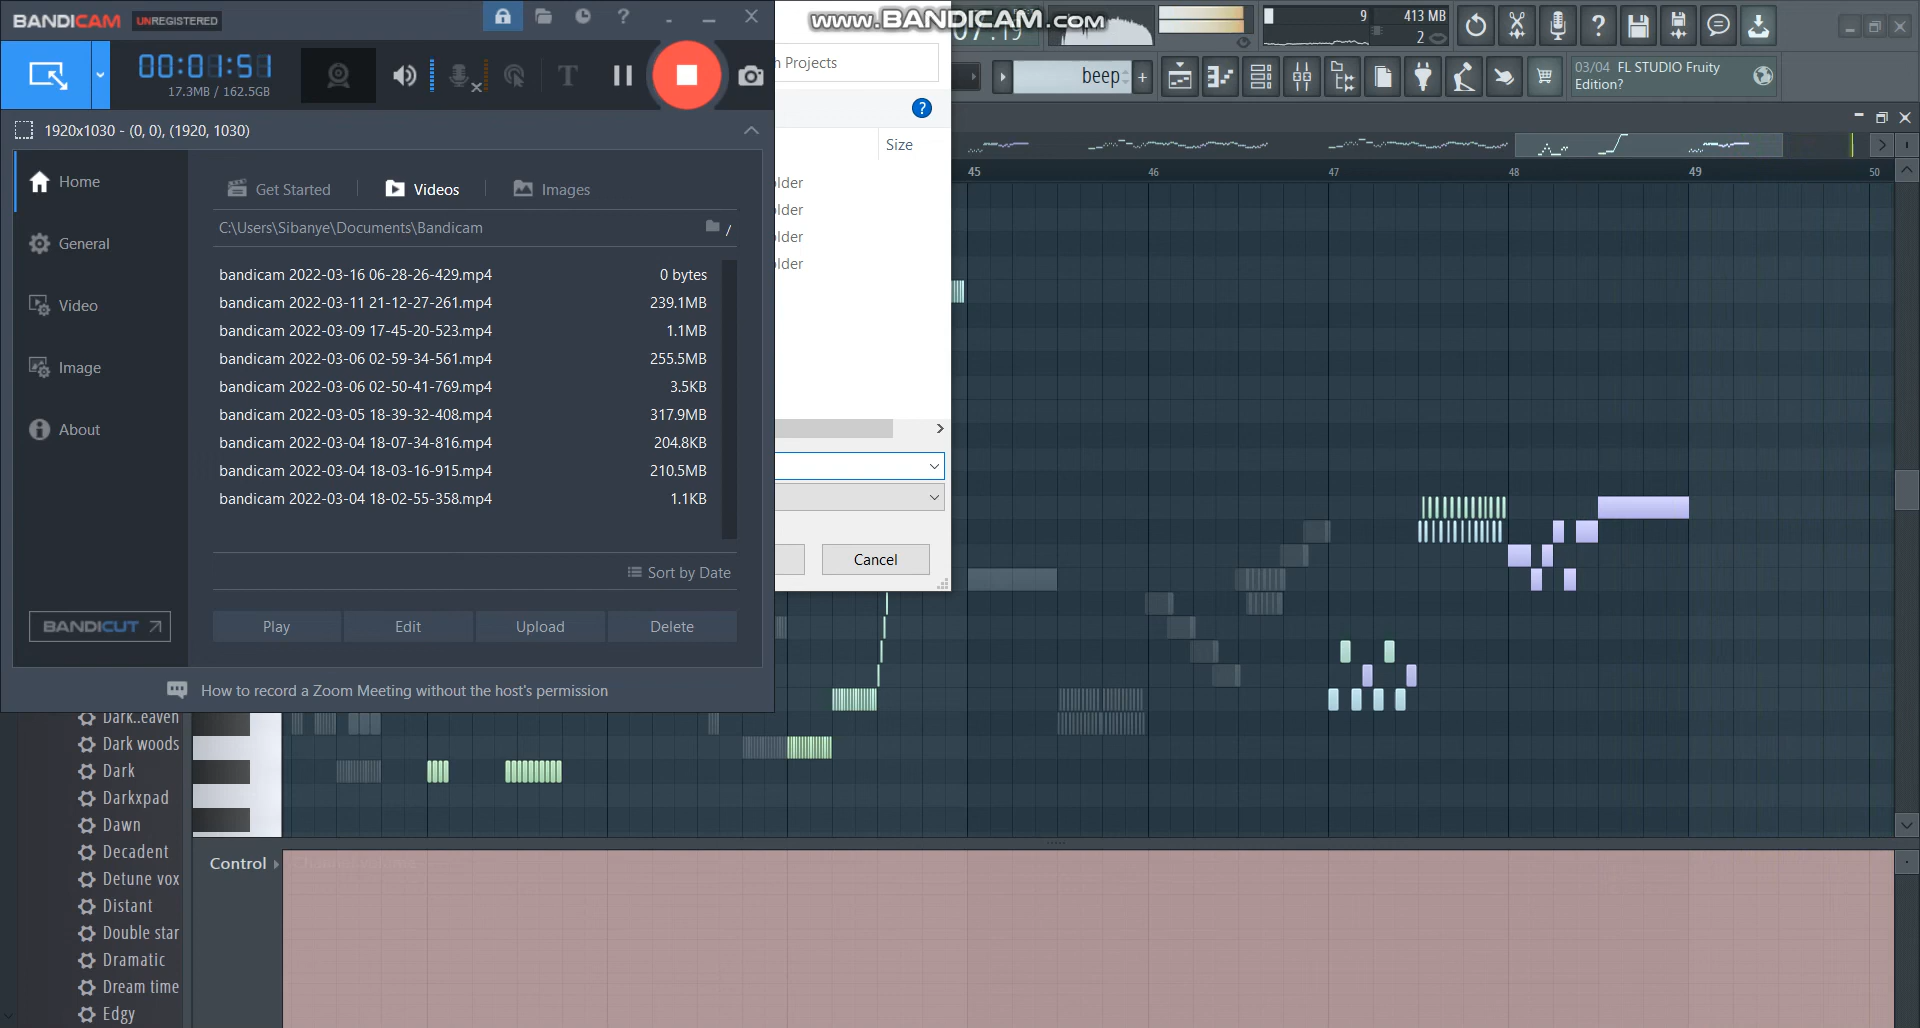 BANDICAM UNREGISTERED
www.BANDICAM.com
00:01:51
17.3MB / 162.5GB
T
1920x1030 - (0, 0), (1920, 1030)
Home
General
Video
Image
About
BANDICUT
Get Started
Videos
Images
C:\Users\Sibanye\Documents\Bandicam
/
bandicam 2022-03-16 06-28-26-429.mp4 0 bytes
bandicam 2022-03-11 21-12-27-261.mp4 239.1MB
bandicam 2022-03-09 17-45-20-523.mp4 1.1MB
bandicam 2022-03-06 02-59-34-561.mp4 255.5MB
bandicam 2022-03-06 02-50-41-769.mp4 3.5KB
bandicam 2022-03-05 18-39-32-408.mp4 317.9MB
bandicam 2022-03-04 18-07-34-816.mp4 204.8KB
bandicam 2022-03-04 18-03-16-915.mp4 210.5MB
bandicam 2022-03-04 18-02-55-358.mp4 1.1KB
Sort by Date
Play Edit Upload Delete
How to record a Zoom Meeting without the host's permission
Projects
?
Size
lder
lder
lder
lder
Cancel
9 413 MB
2
beep
+
03/04 FL STUDIO Fruity
Edition?
45 46 47 48 49 50
Dark..eaven
Dark woods
Dark
Darkxpad
Dawn
Decadent
Detune vox
Distant
Double star
Dramatic
Dream time
Edgy
Control